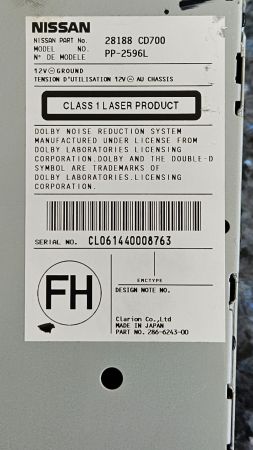 NISSAN
NISSAN PART No. 28188 CD700
MODEL NO. PP-2596L
N° DE MODELE
12V ⊖ GROUND
TENSION D'UTILISATION 12V ⊖ AU CHASSIS
CLASS 1 LASER PRODUCT
DOLBY NOISE REDUCTION SYSTEM
MANUFACTURED UNDER LICENSE FROM
DOLBY LABORATORIES LICENSING
CORPORATION.DOLBY AND THE DOUBLE-D
SYMBOL ARE TRADEMARKS OF
DOLBY LABORATORIES.LICENSING
CORPORATION.
SERIAL NO. CL061440008763
FH
EMCTYPE
DESIGN NOTE NO.
Clarion Co.,Ltd
MADE IN JAPAN
PART NO. 286-6243-00